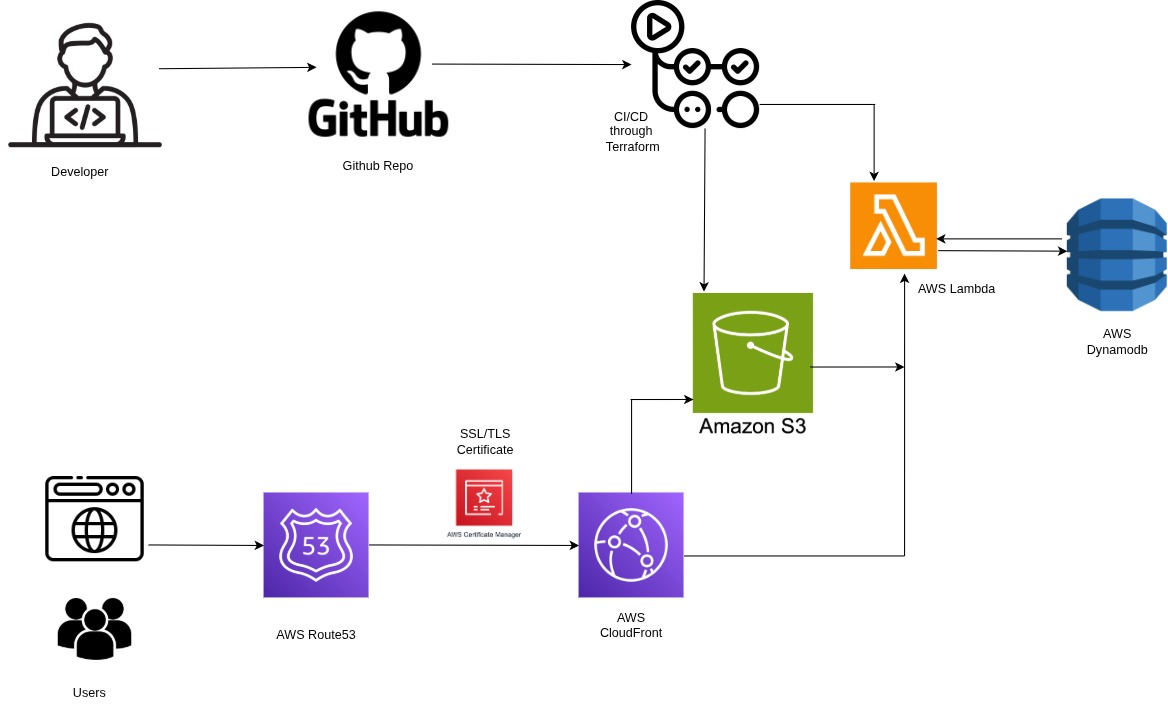 GitHub
Developer
Github Repo
CI/CD
through
Terraform
AWS Lambda
AWS
Dynamodb
Amazon S3
SSL/TLS
Certificate
AWS Certificate Manager
53
AWS Route53
AWS
CloudFront
Users